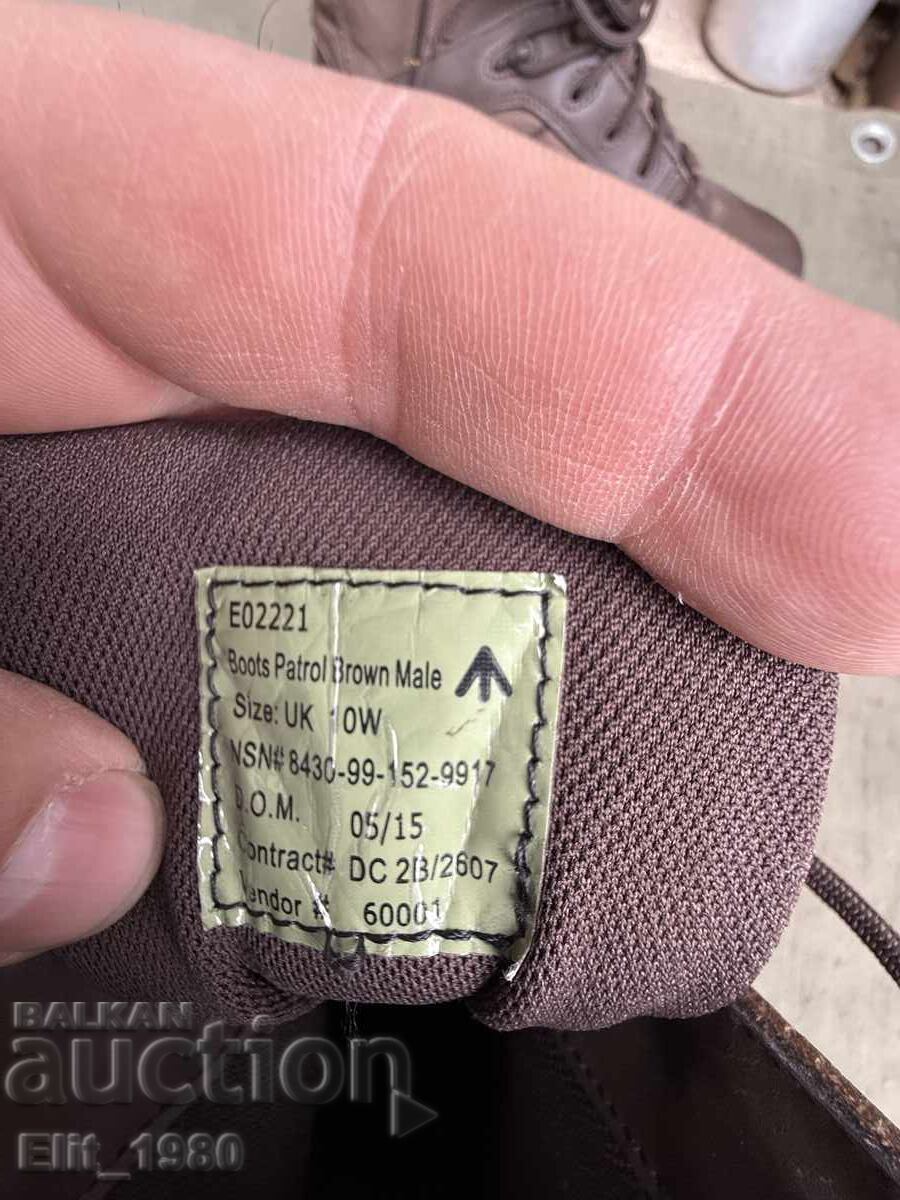 E02221
Boots Patrol Brown Male
Size: UK 10W
NSN# 8430-99-152-9917
D.O.M. 05/15
Contract# DC 2B/2607
Vendor # 60001
BALKAN
auction
Elit_1980